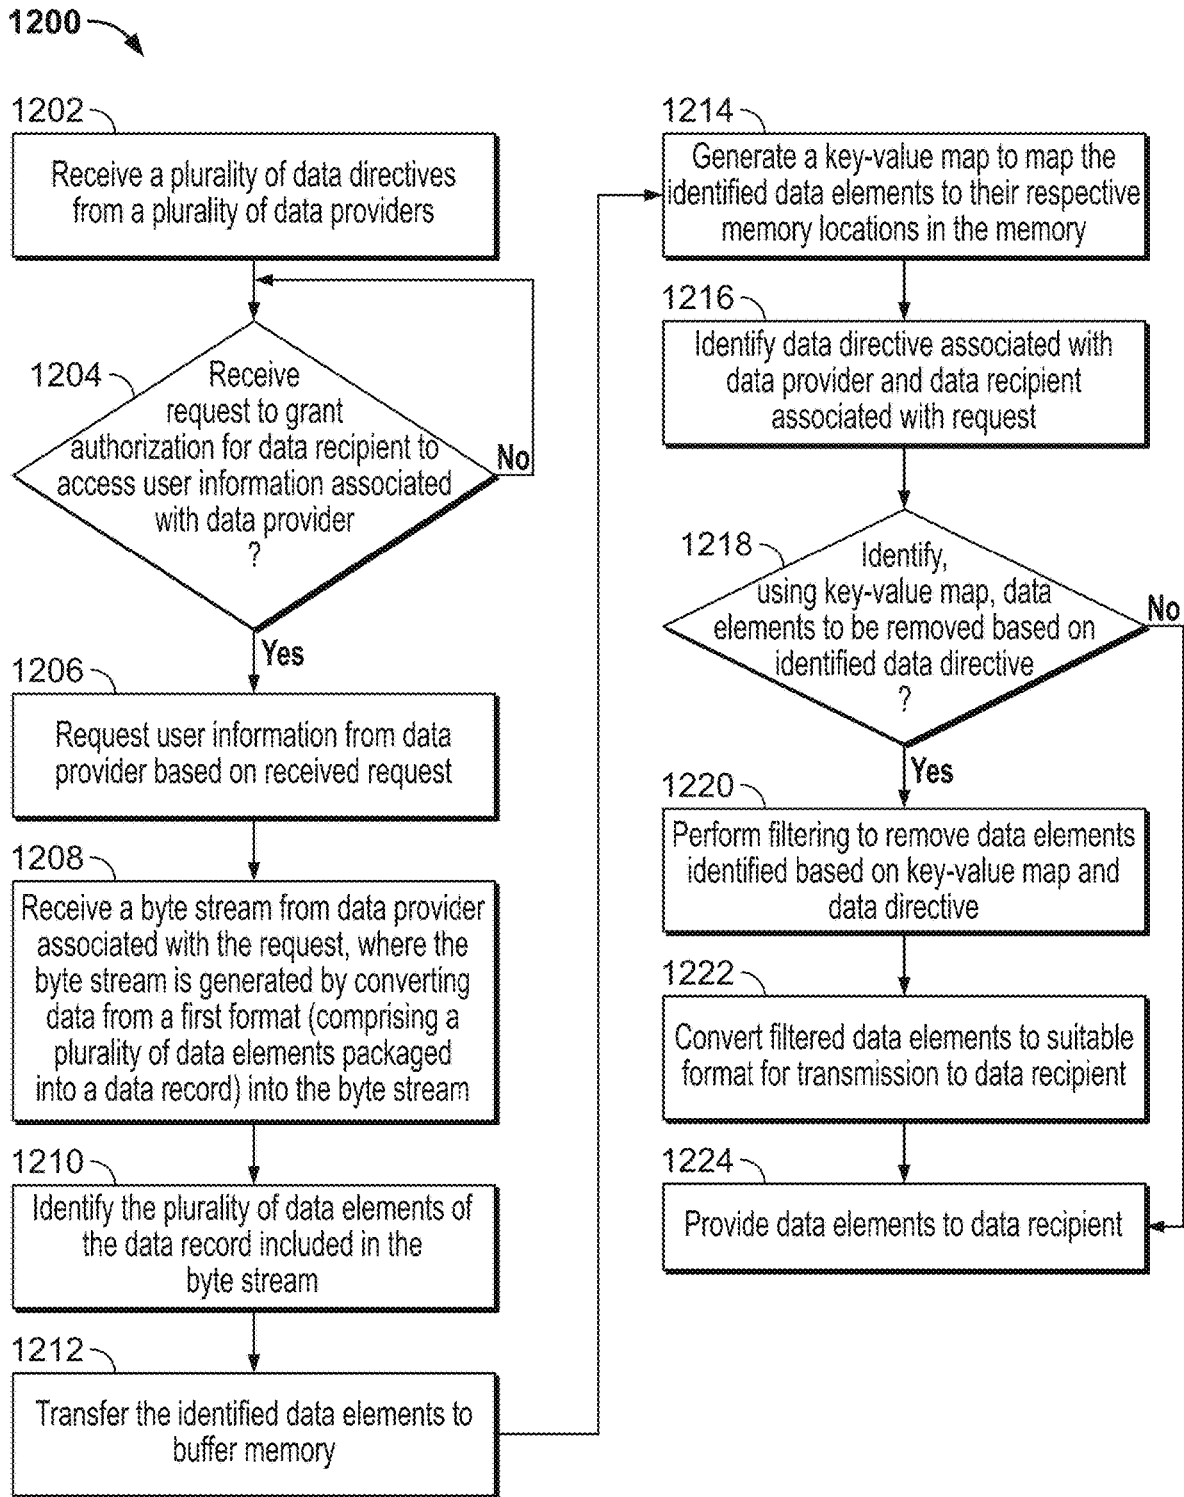 1200
1202
Receive a plurality of data directives
from a plurality of data providers
1204
Receive
request to grant
authorization for data recipient to
access user information associated
with data provider
?
No
Yes
1206
Request user information from data
provider based on received request
1208
Receive a byte stream from data provider
associated with the request, where the
byte stream is generated by converting
data from a first format (comprising a
plurality of data elements packaged
into a data record) into the byte stream
1210
Identify the plurality of data elements of
the data record included in the
byte stream
1212
Transfer the identified data elements to
buffer memory
1214
Generate a key-value map to map the
identified data elements to their respective
memory locations in the memory
1216
Identify data directive associated with
data provider and data recipient
associated with request
1218
Identify,
using key-value map, data
elements to be removed based on
identified data directive
?
No
Yes
1220
Perform filtering to remove data elements
identified based on key-value map and
data directive
1222
Convert filtered data elements to suitable
format for transmission to data recipient
1224
Provide data elements to data recipient